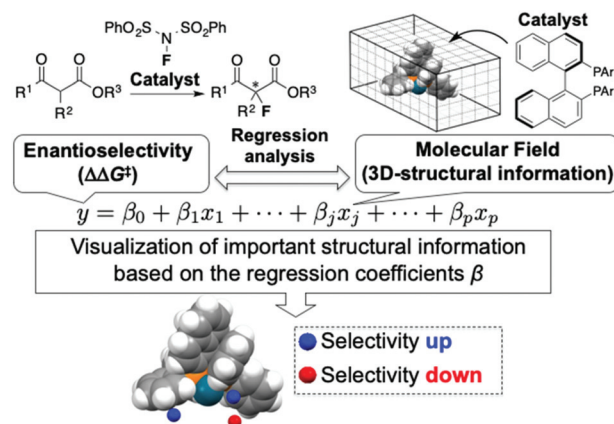 PhO2S N SO2Ph
F
Catalyst
O O
R1 OR3
R2
O O
R1 * OR3
R2 F
Catalyst
PAr
PAr
Regression
analysis
Enantioselectivity
(ΔΔG‡)
Molecular Field
(3D-structural information)
y = β0 + β1x1 + ⋯ + βjxj + ⋯ + βpxp
Visualization of important structural information
based on the regression coefficients β
Selectivity up
Selectivity down